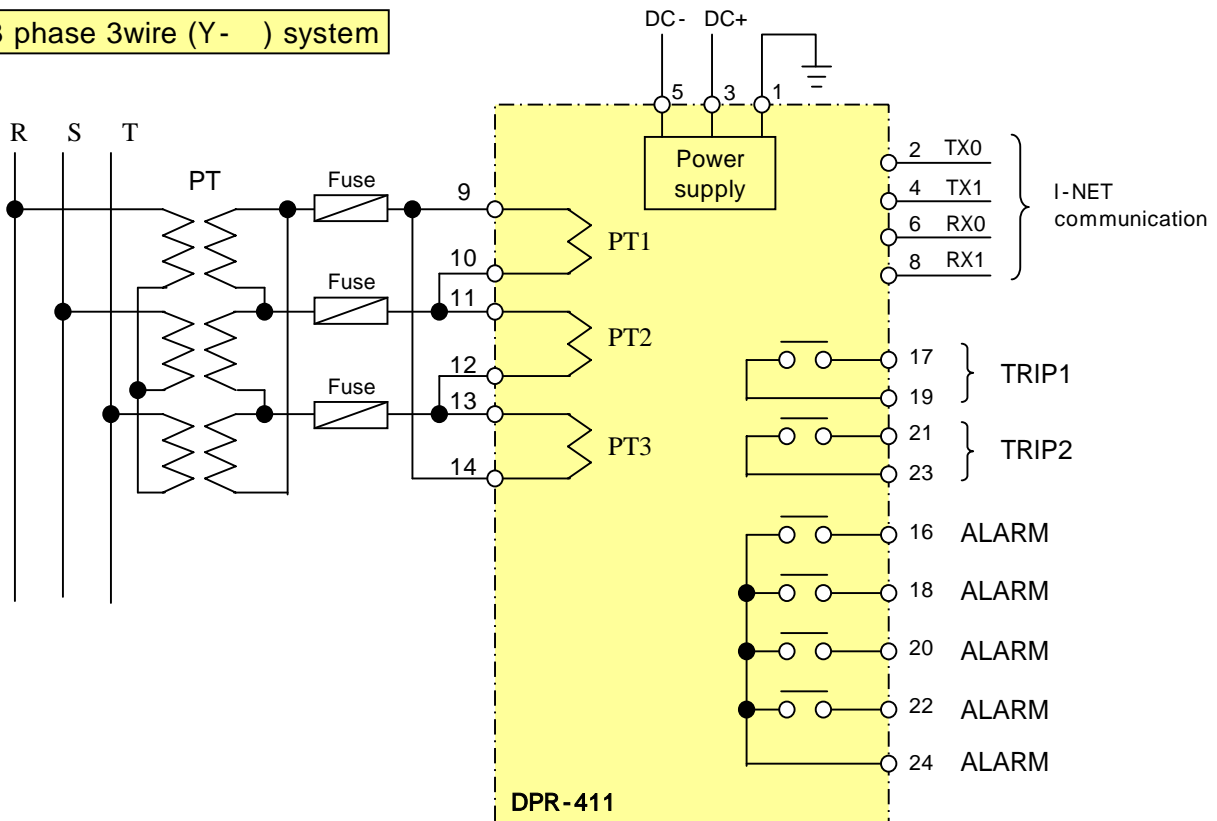 3 phase 3wire (Y- ) system
DC- DC+
5 3 1
Power
supply
R S T
PT
Fuse
Fuse
Fuse
9
10
11
12
13
14
PT1
PT2
PT3
2 TX0
4 TX1
6 RX0
8 RX1
I-NET
communication
17
19
TRIP1
21
23
TRIP2
16 ALARM
18 ALARM
20 ALARM
22 ALARM
24 ALARM
DPR-411